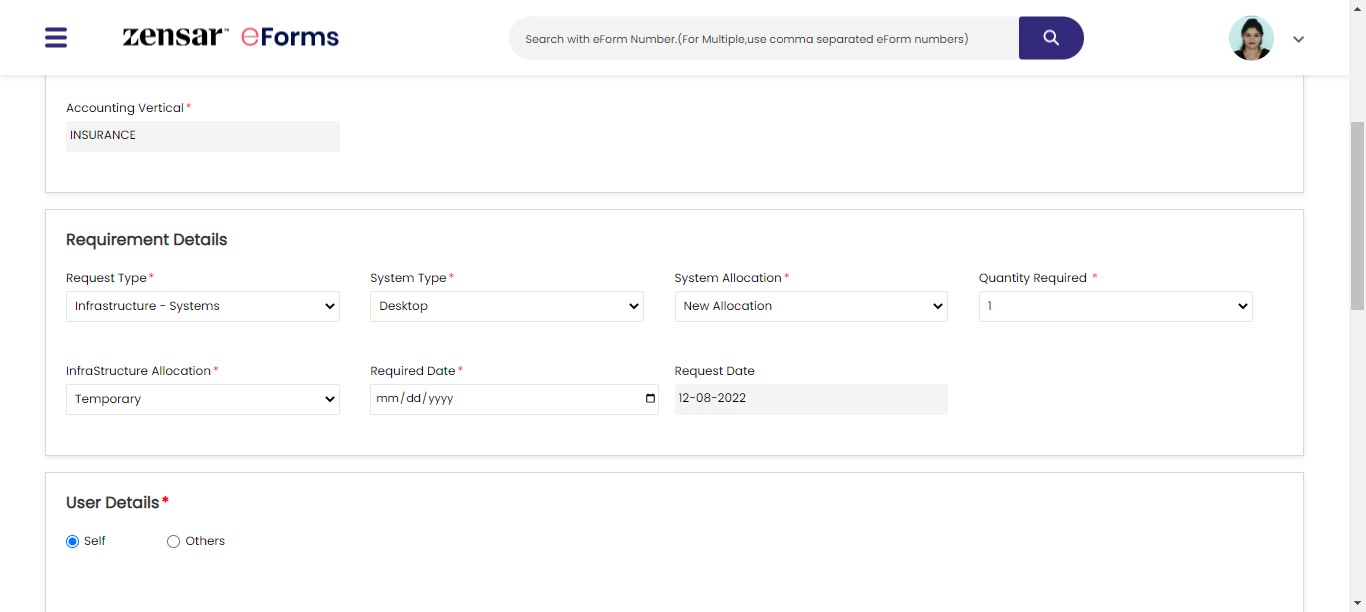 zensar™ eForms
Search with eForm Number.(For Multiple,use comma separated eForm numbers)
Accounting Vertical *
INSURANCE
Requirement Details
Request Type * System Type * System Allocation * Quantity Required *
Infrastructure - Systems Desktop New Allocation 1
InfraStructure Allocation * Required Date * Request Date
Temporary mm/dd/yyyy 12-08-2022
User Details *
Self Others